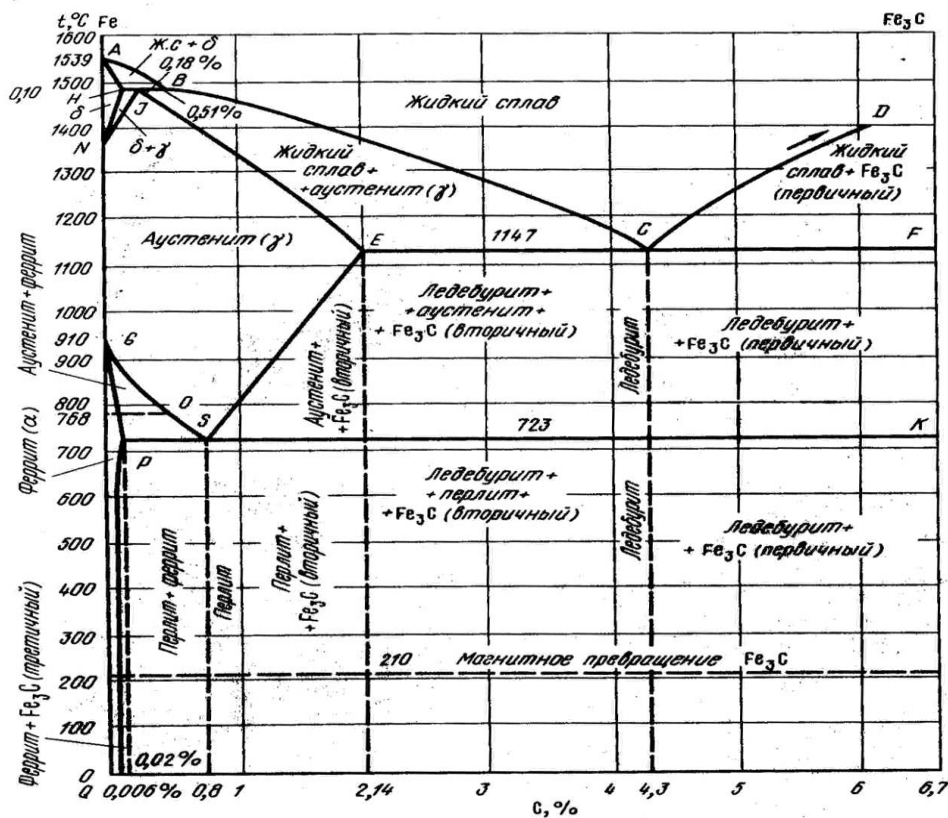 t,°C Fe
Fe₃C
1600
A
1539
Ж.с + δ
0,18%
1500
0,10
H
B
J
0,51%
δ
1400
N
δ+γ
Жидкий сплав
D
1300
Жидкий
сплав+
+аустенит (γ)
Жидкий
сплав+Fe₃C
(первичный)
1200
Аустенит (γ)
E
1147
C
F
1100
Аустенит+феррит
1000
Ледебурит+
+аустенит+
+Fe₃C (вторичный)
Аустенит+
+Fe₃C (вторичный)
Ледебурит
Ледебурит+
+Fe₃C (первичный)
910
G
900
800
768
O
S
723
K
700
P
Феррит (α)
600
Ледебурит+
+перлит+
+Fe₃C (вторичный)
Перлит+феррит
Перлит
Перлит+
+Fe₃C (вторичный)
Ледебурит
Ледебурит+
+Fe₃C (первичный)
500
400
300
Феррит+Fe₃C (третичный)
210
Магнитное превращение Fe₃C
200
100
0,02%
0
Q
0,006%
0,8
1
2,14
3
4
4,3
5
6
6,7
C,%